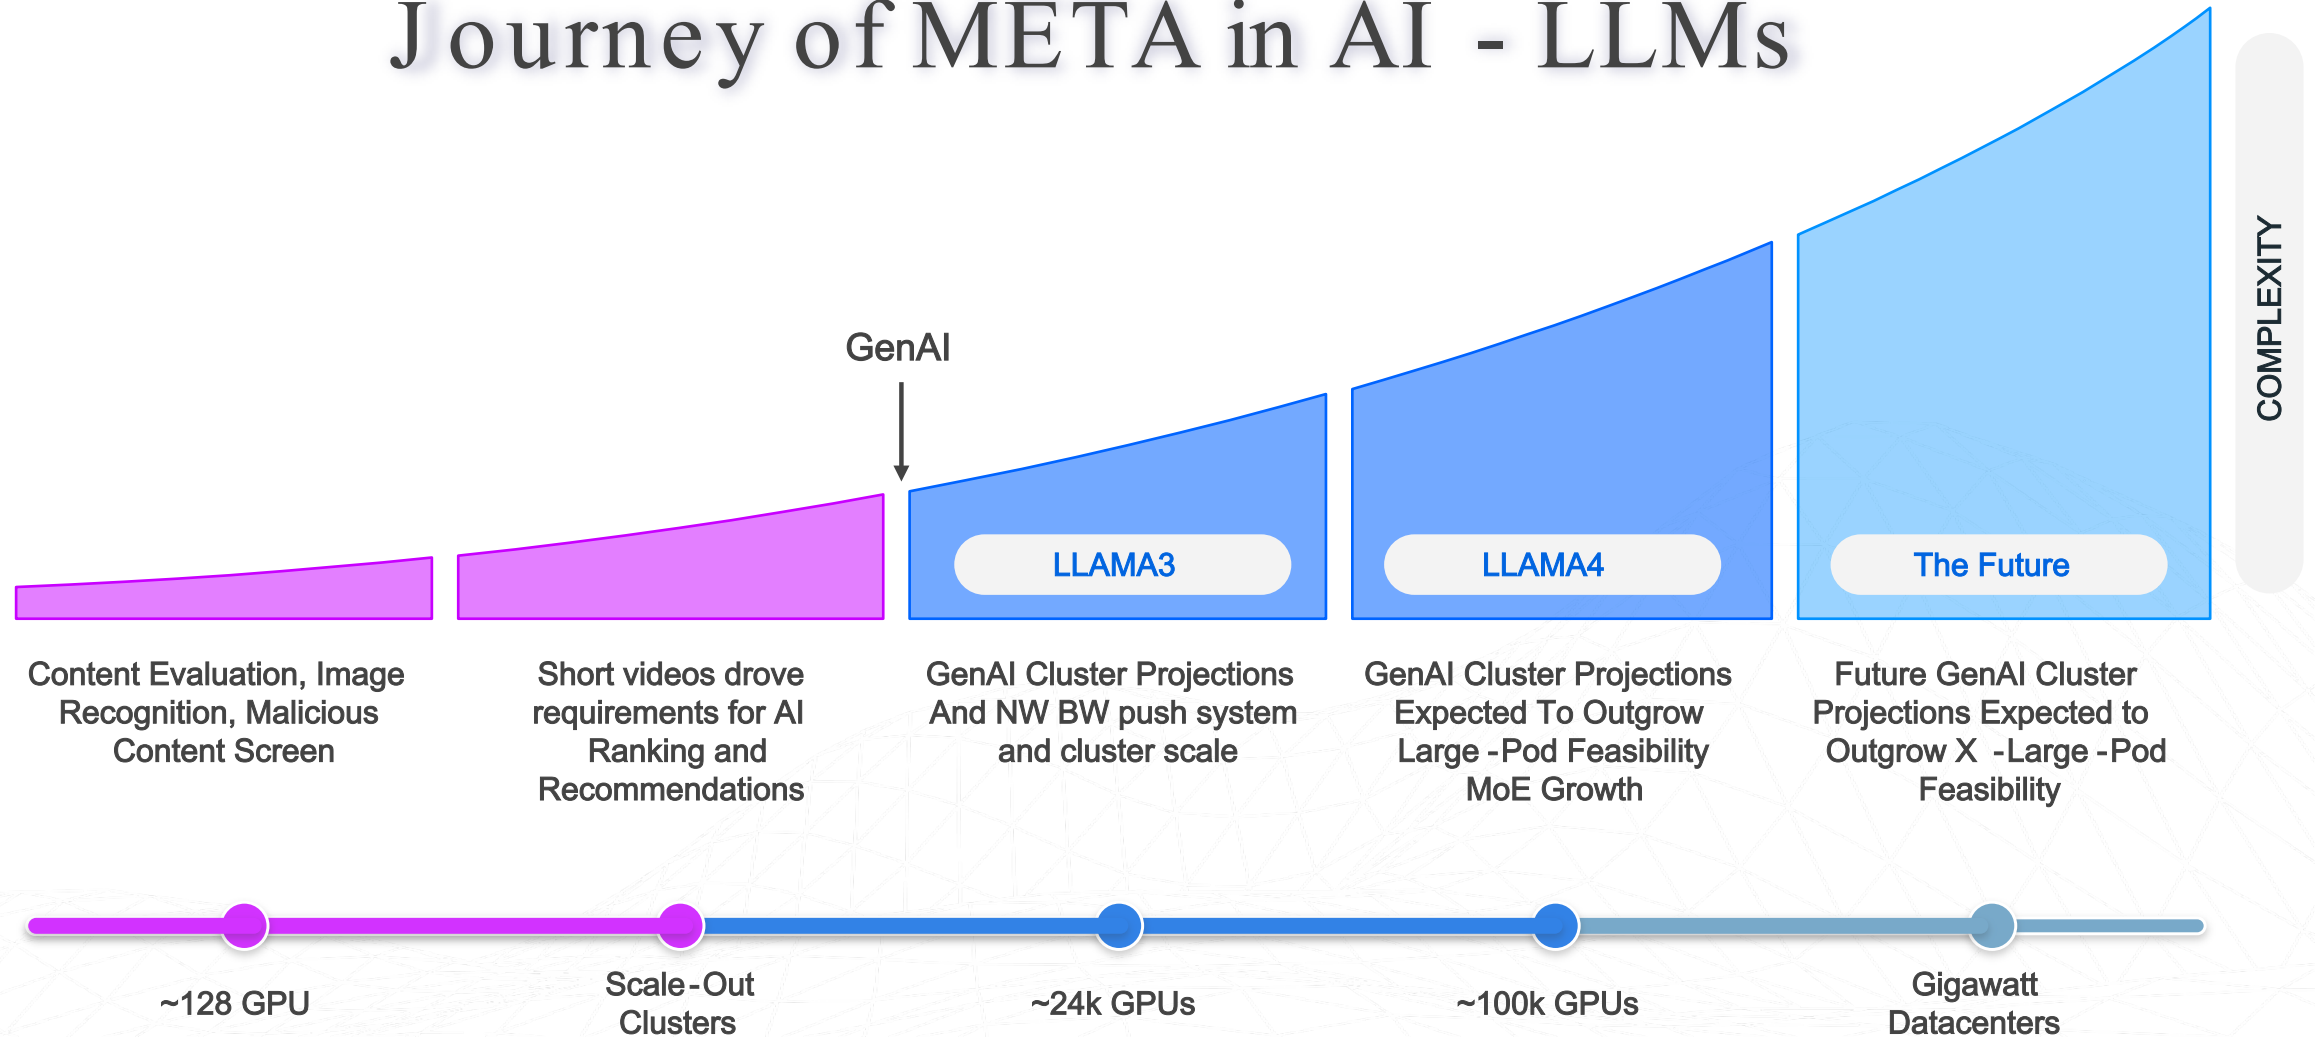 Journey of META in AI - LLMs
COMPLEXITY
GenAI
LLAMA3
LLAMA4
The Future
Content Evaluation, Image
Recognition, Malicious
Content Screen
Short videos drove
requirements for AI
Ranking and
Recommendations
GenAI Cluster Projections
And NW BW push system
and cluster scale
GenAI Cluster Projections
Expected To Outgrow
Large-Pod Feasibility
MoE Growth
Future GenAI Cluster
Projections Expected to
Outgrow X -Large-Pod
Feasibility
~128 GPU
Scale-Out
Clusters
~24k GPUs
~100k GPUs
Gigawatt
Datacenters